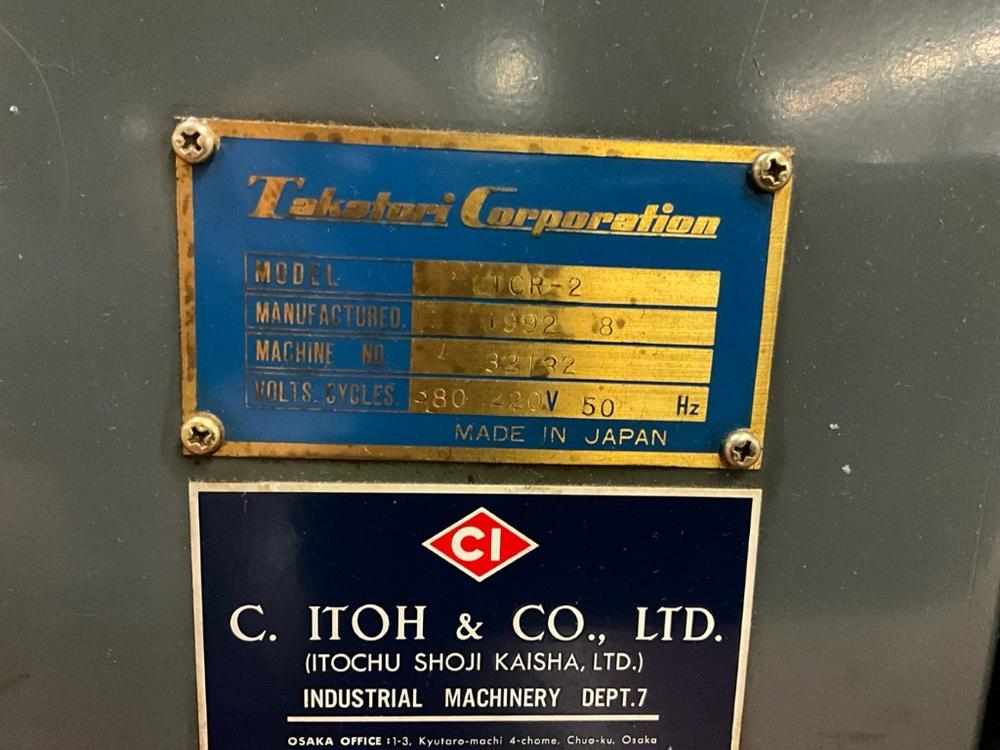 Takatori Corporation
MODEL TCR-2
MANUFACTURED. 1992 8
MACHINE NO. 32132
VOLTS. CYCLES. 380 220V 50 Hz
MADE IN JAPAN
CI
C. ITOH & CO., LTD.
(ITOCHU SHOJI KAISHA, LTD.)
INDUSTRIAL MACHINERY DEPT.7
OSAKA OFFICE :1-3, Kyutaro-machi 4-chome, Chuo-ku, Osaka